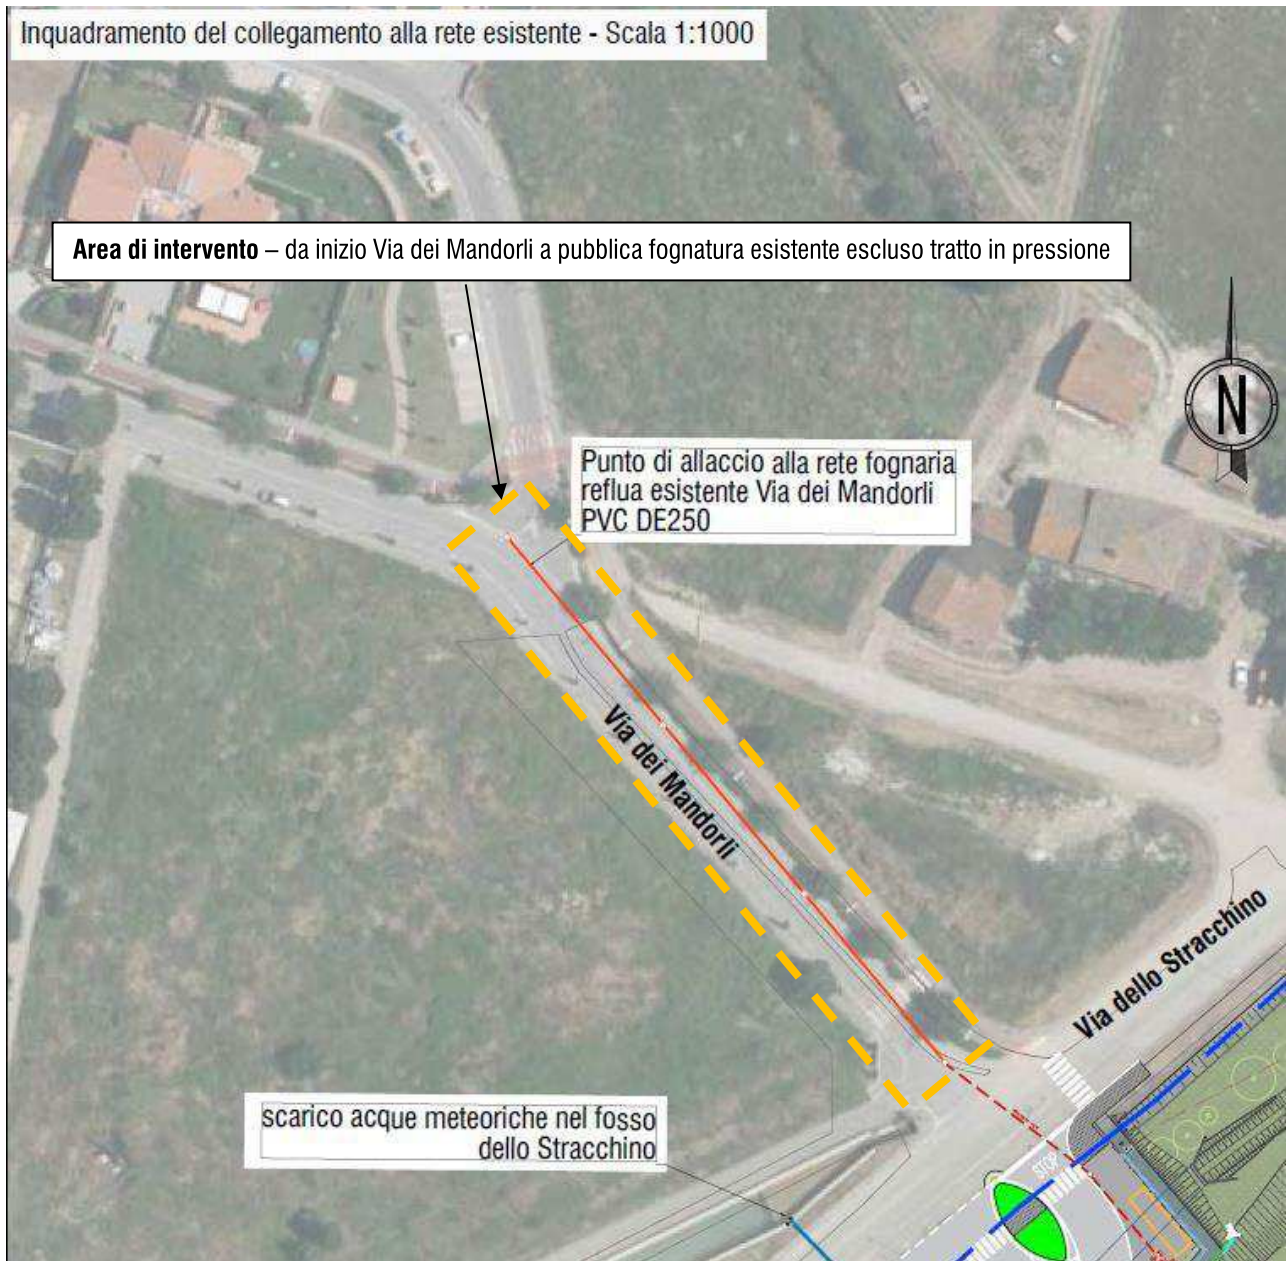 Inquadramento del collegamento alla rete esistente - Scala 1:1000
Area di intervento – da inizio Via dei Mandorli a pubblica fognatura esistente escluso tratto in pressione
N
Punto di allaccio alla rete fognaria
reflua esistente Via dei Mandorli
PVC DE250
Via dei Mandorli
Via dello Stracchino
scarico acque meteoriche nel fosso
dello Stracchino
STOP